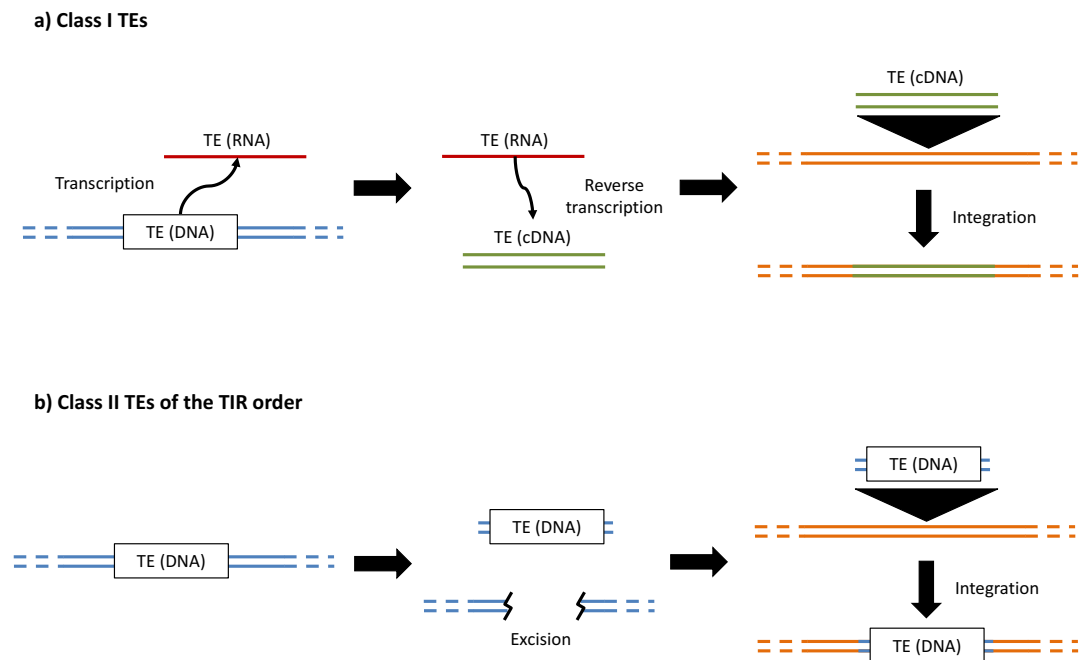 a) Class I TEs
TE (cDNA)
TE (RNA)
TE (RNA)
Transcription
Reverse
transcription
TE (DNA)
TE (cDNA)
Integration
b) Class II TEs of the TIR order
TE (DNA)
TE (DNA)
TE (DNA)
Integration
Excision
TE (DNA)